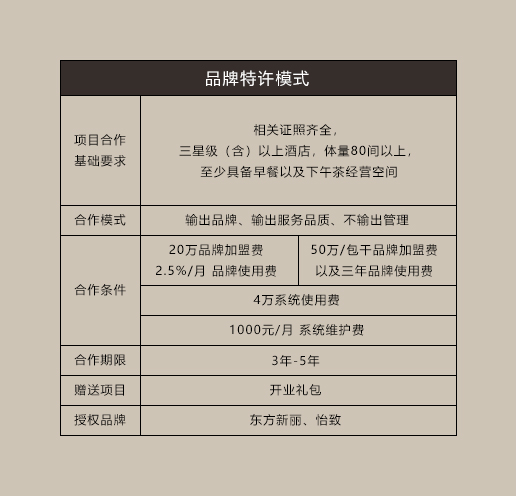 品牌特许模式
项目合作
基础要求
相关证照齐全，
三星级（含）以上酒店，体量80间以上，
至少具备早餐以及下午茶经营空间
合作模式
输出品牌、输出服务品质、不输出管理
合作条件
20万品牌加盟费
2.5%/月 品牌使用费
50万/包干品牌加盟费
以及三年品牌使用费
4万系统使用费
1000元/月 系统维护费
合作期限
3年-5年
赠送项目
开业礼包
授权品牌
东方新丽、怡致